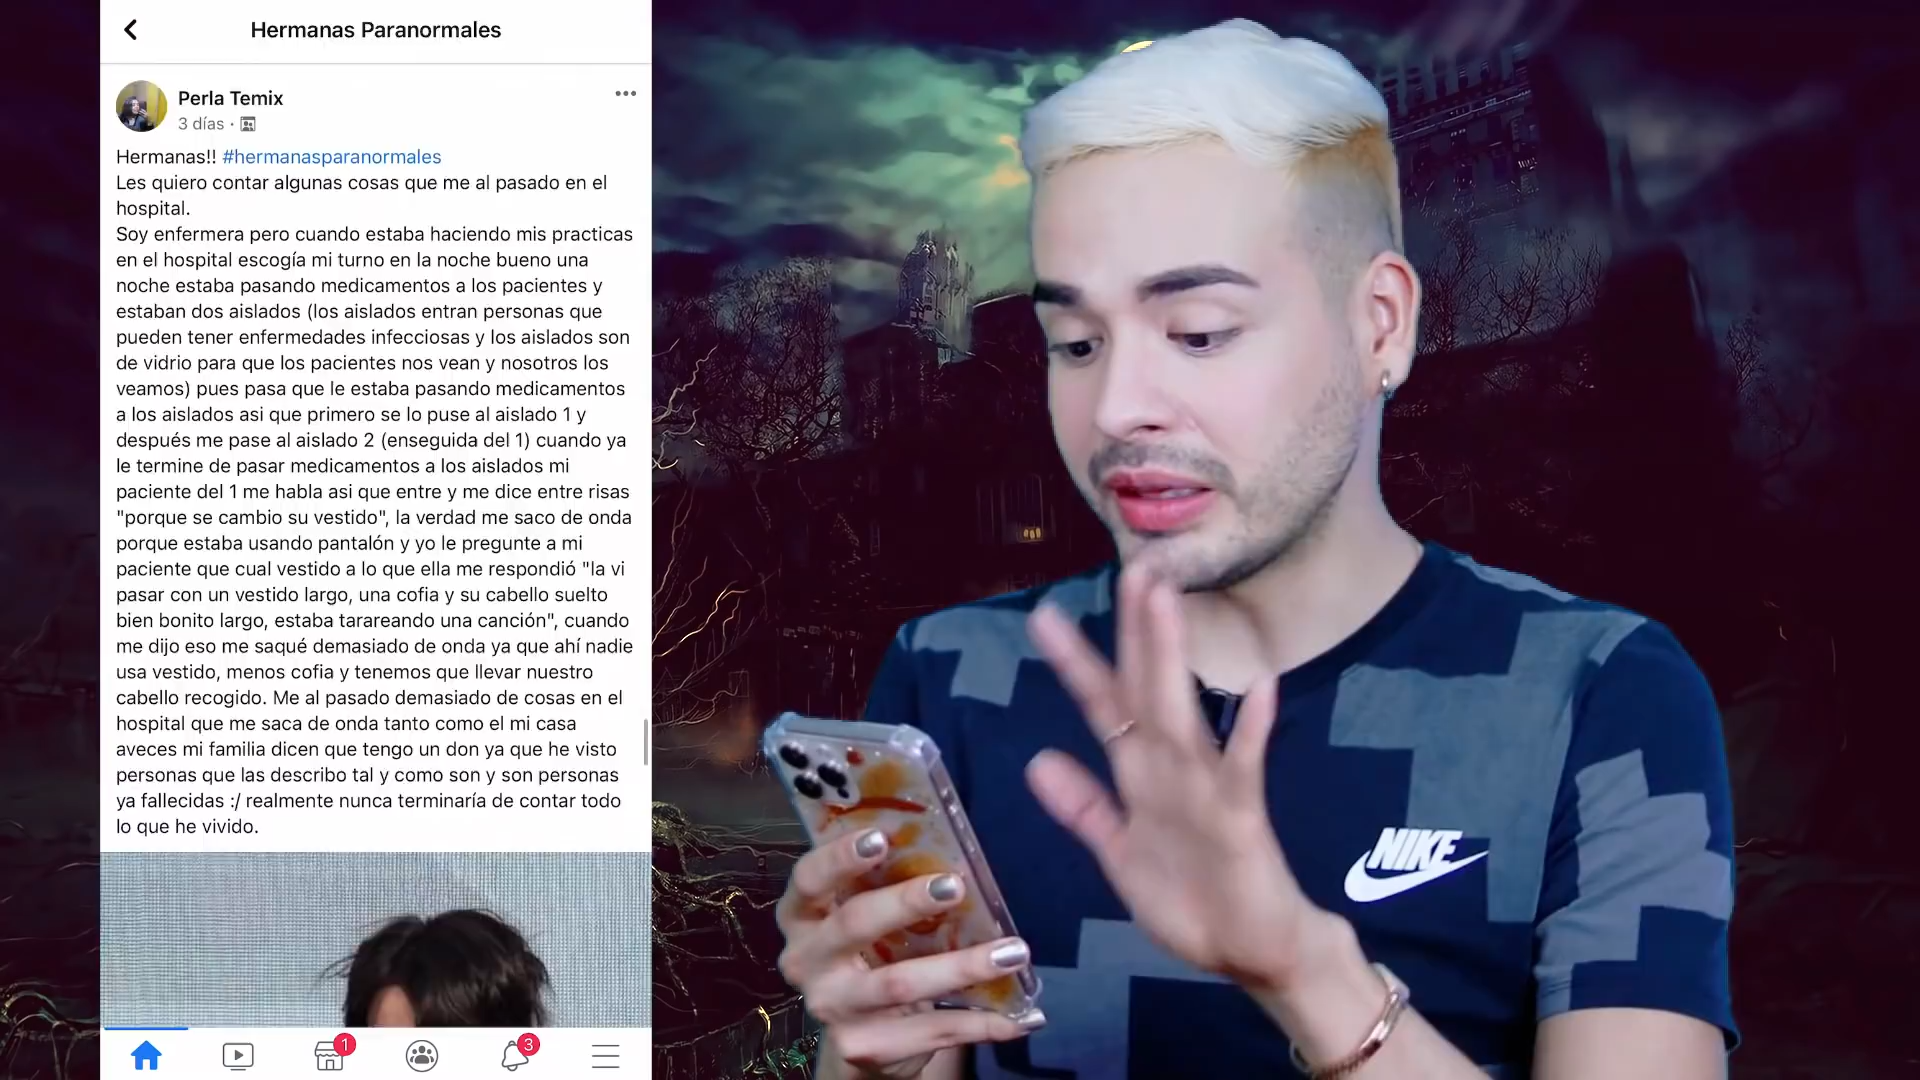 Hermanas Paranormales
Perla Temix
3 días ·
Hermanas!! #hermanasparanormales
Les quiero contar algunas cosas que me al pasado en el
hospital.
Soy enfermera pero cuando estaba haciendo mis practicas
en el hospital escogía mi turno en la noche bueno una
noche estaba pasando medicamentos a los pacientes y
estaban dos aislados (los aislados entran personas que
pueden tener enfermedades infecciosas y los aislados son
de vidrio para que los pacientes nos vean y nosotros los
veamos) pues pasa que le estaba pasando medicamentos
a los aislados asi que primero se lo puse al aislado 1 y
después me pase al aislado 2 (enseguida del 1) cuando ya
le termine de pasar medicamentos a los aislados mi
paciente del 1 me habla asi que entre y me dice entre risas
"porque se cambio su vestido", la verdad me saco de onda
porque estaba usando pantalón y yo le pregunte a mi
paciente que cual vestido a lo que ella me respondió "la vi
pasar con un vestido largo, una cofia y su cabello suelto
bien bonito largo, estaba tarareando una canción", cuando
me dijo eso me saqué demasiado de onda ya que ahí nadie
usa vestido, menos cofia y tenemos que llevar nuestro
cabello recogido. Me al pasado demasiado de cosas en el
hospital que me saca de onda tanto como el mi casa
aveces mi familia dicen que tengo un don ya que he visto
personas que las describo tal y como son y son personas
ya fallecidas :/ realmente nunca terminaría de contar todo
lo que he vivido.
1
3
NIKE